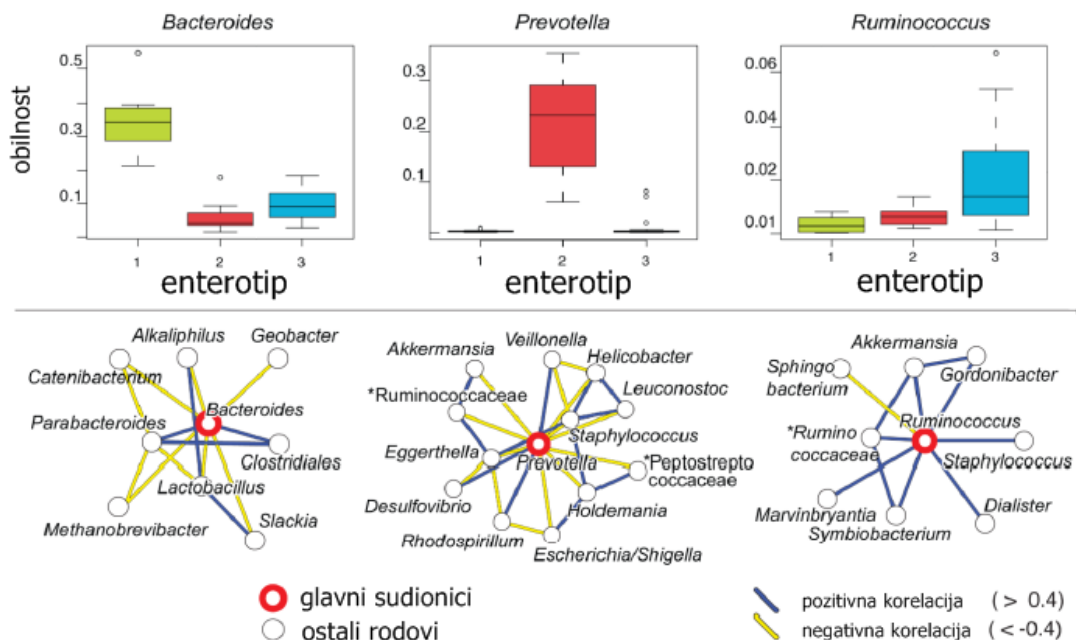 Bacteroides
Prevotella
Ruminococcus
obilnost
0.5
0.3
0.1
1 2 3
enterotip
0.3
0.2
0.1
1 2 3
enterotip
0.06
0.04
0.02
0.01
1 2 3
enterotip
Alkaliphilus
Geobacter
Catenibacterium
Bacteroides
Parabacteroides
Clostridiales
Lactobacillus
Methanobrevibacter
Slackia
Veillonella
Akkermansia
Helicobacter
*Ruminococcaceae
Leuconostoc
Staphylococcus
Eggerthella
Prevotella
*Peptostrepto
coccaceae
Desulfovibrio
Holdemania
Rhodospirillum
Escherichia/Shigella
Akkermansia
Sphingo
bacterium
Gordonibacter
Ruminococcus
*Rumino
coccaceae
Staphylococcus
Marvinbryantia
Dialister
Symbiobacterium
glavni sudionici
ostali rodovi
pozitivna korelacija (> 0.4)
negativna korelacija (< -0.4)